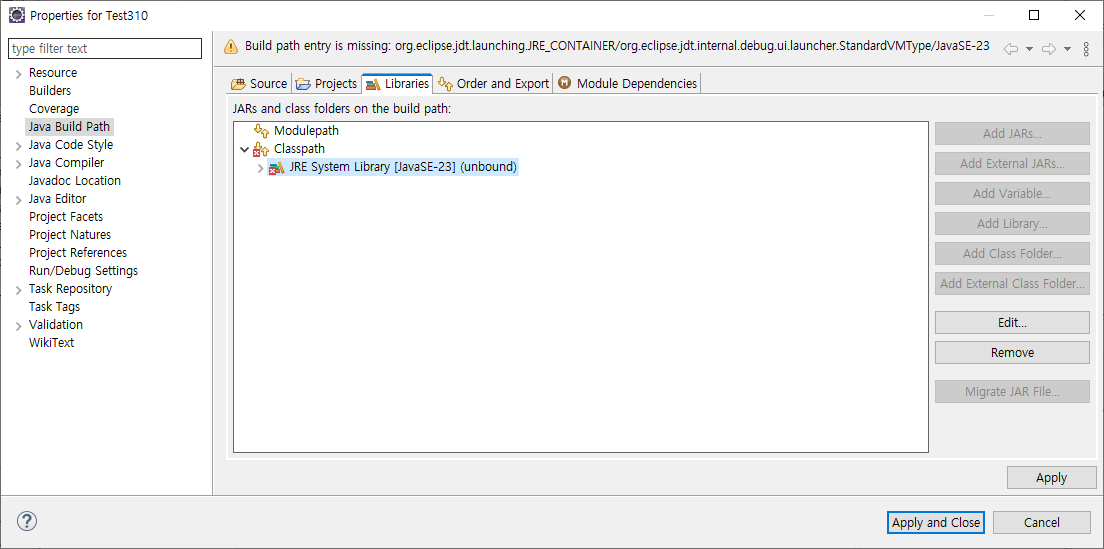 Properties for Test310
type filter text
Resource
Builders
Coverage
Java Build Path
Java Code Style
Java Compiler
Javadoc Location
Java Editor
Project Facets
Project Natures
Project References
Run/Debug Settings
Task Repository
Task Tags
Validation
WikiText
Build path entry is missing: org.eclipse.jdt.launching.JRE_CONTAINER/org.eclipse.jdt.internal.debug.ui.launcher.StandardVMType/JavaSE-23
Source Projects Libraries Order and Export M Module Dependencies
JARs and class folders on the build path:
Modulepath
Classpath
JRE System Library [JavaSE-23] (unbound)
Add JARs...
Add External JARs...
Add Variable...
Add Library...
Add Class Folder...
Add External Class Folder...
Edit...
Remove
Migrate JAR File...
Apply
?
Apply and Close Cancel